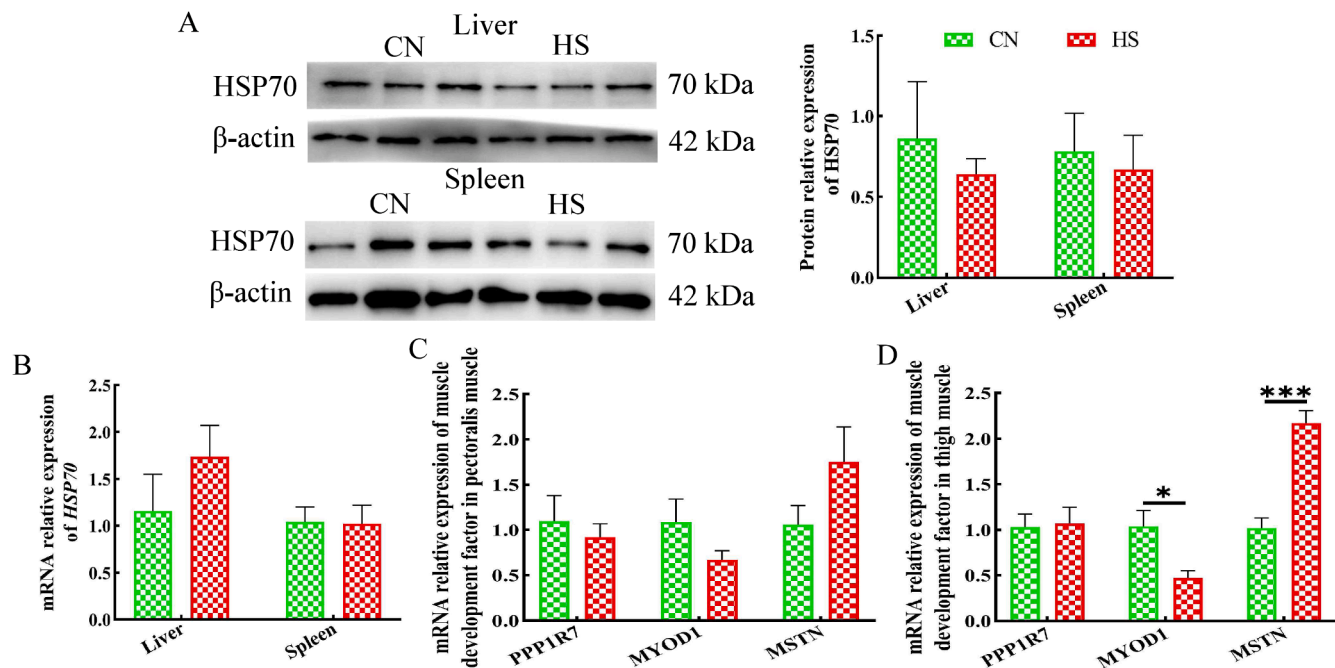 A
Liver
CN HS
HSP70 70 kDa
β-actin 42 kDa
Spleen
CN HS
HSP70 70 kDa
β-actin 42 kDa
CN HS
Protein relative expression
of HSP70
1.5
1.0
0.5
0.0
Liver Spleen
B
mRNA relative expression
of HSP70
2.5
2.0
1.5
1.0
0.5
0.0
Liver Spleen
C
mRNA relative expression of muscle
development factor in pectoralis muscle
2.5
2.0
1.5
1.0
0.5
0.0
PPP1R7 MYOD1 MSTN
D
mRNA relative expression of muscle
development factor in thigh muscle
2.5
2.0
1.5
1.0
0.5
0.0
*
***
PPP1R7 MYOD1 MSTN